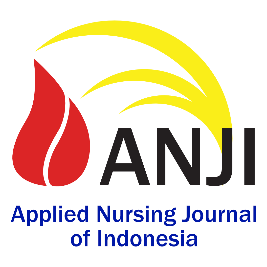 ANJI
Applied Nursing Journal
of Indonesia